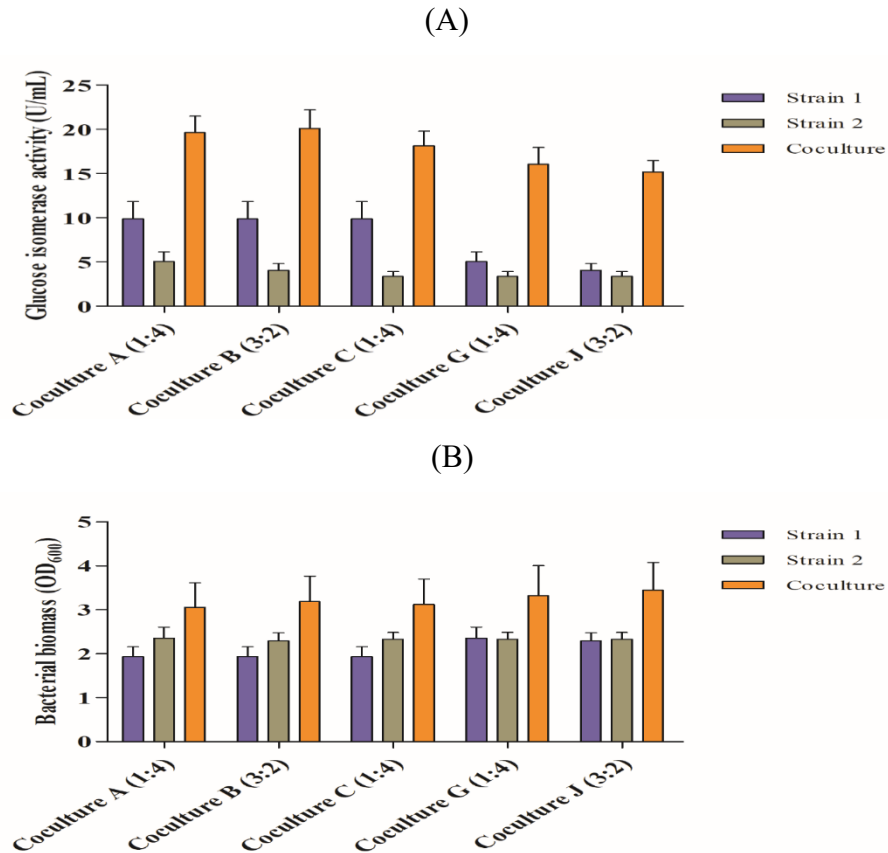 (A)
Glucose isomerase activity (U/mL)
25
20
15
10
5
0
Strain 1
Strain 2
Coculture
Coculture A (1:4)
Coculture B (3:2)
Coculture C (1:4)
Coculture G (1:4)
Coculture J (3:2)
(B)
Bacterial biomass (OD₆₀₀)
5
4
3
2
1
0
Strain 1
Strain 2
Coculture
Coculture A (1:4)
Coculture B (3:2)
Coculture C (1:4)
Coculture G (1:4)
Coculture J (3:2)